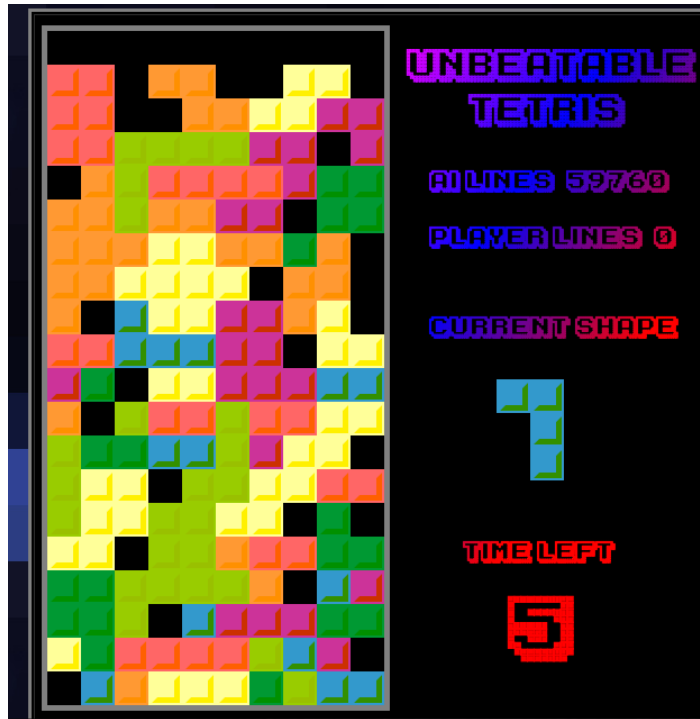 UNBEATABLE
TETRIS
AI LINES 59760
PLAYER LINES 0
CURRENT SHAPE
TIME LEFT
5